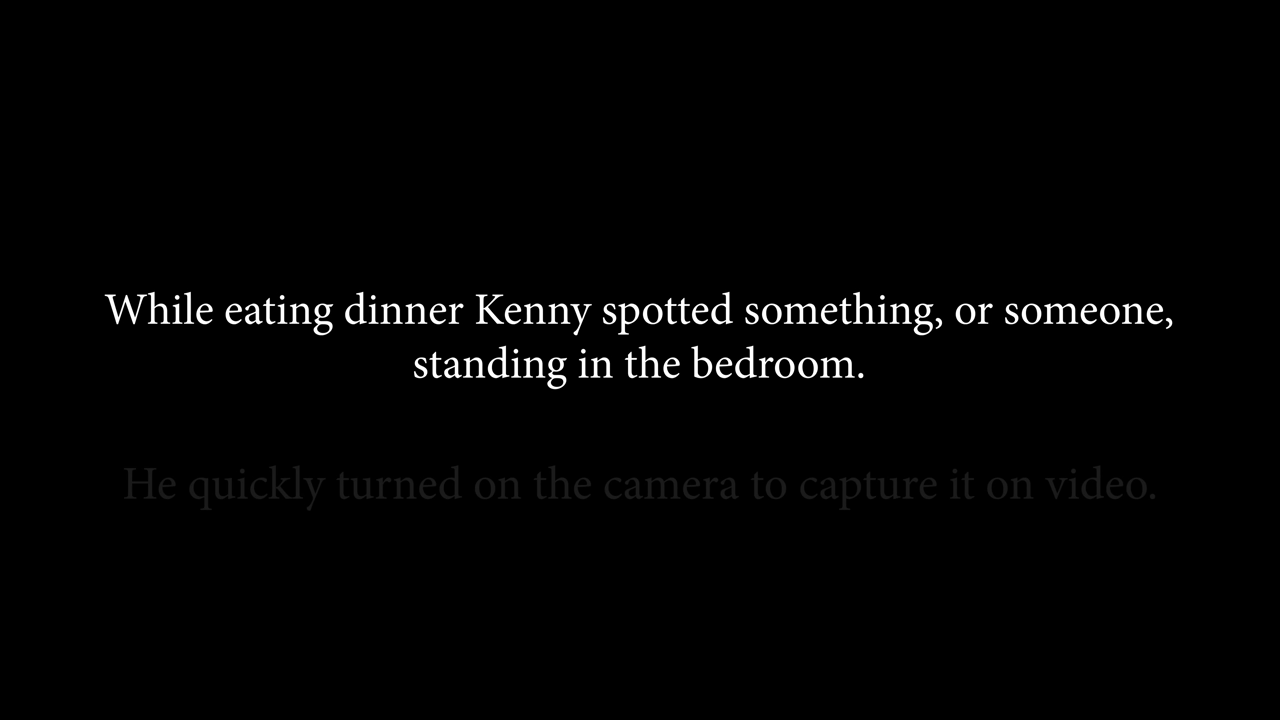 While eating dinner Kenny spotted something, or someone,
standing in the bedroom.
He quickly turned on the camera to capture it on video.